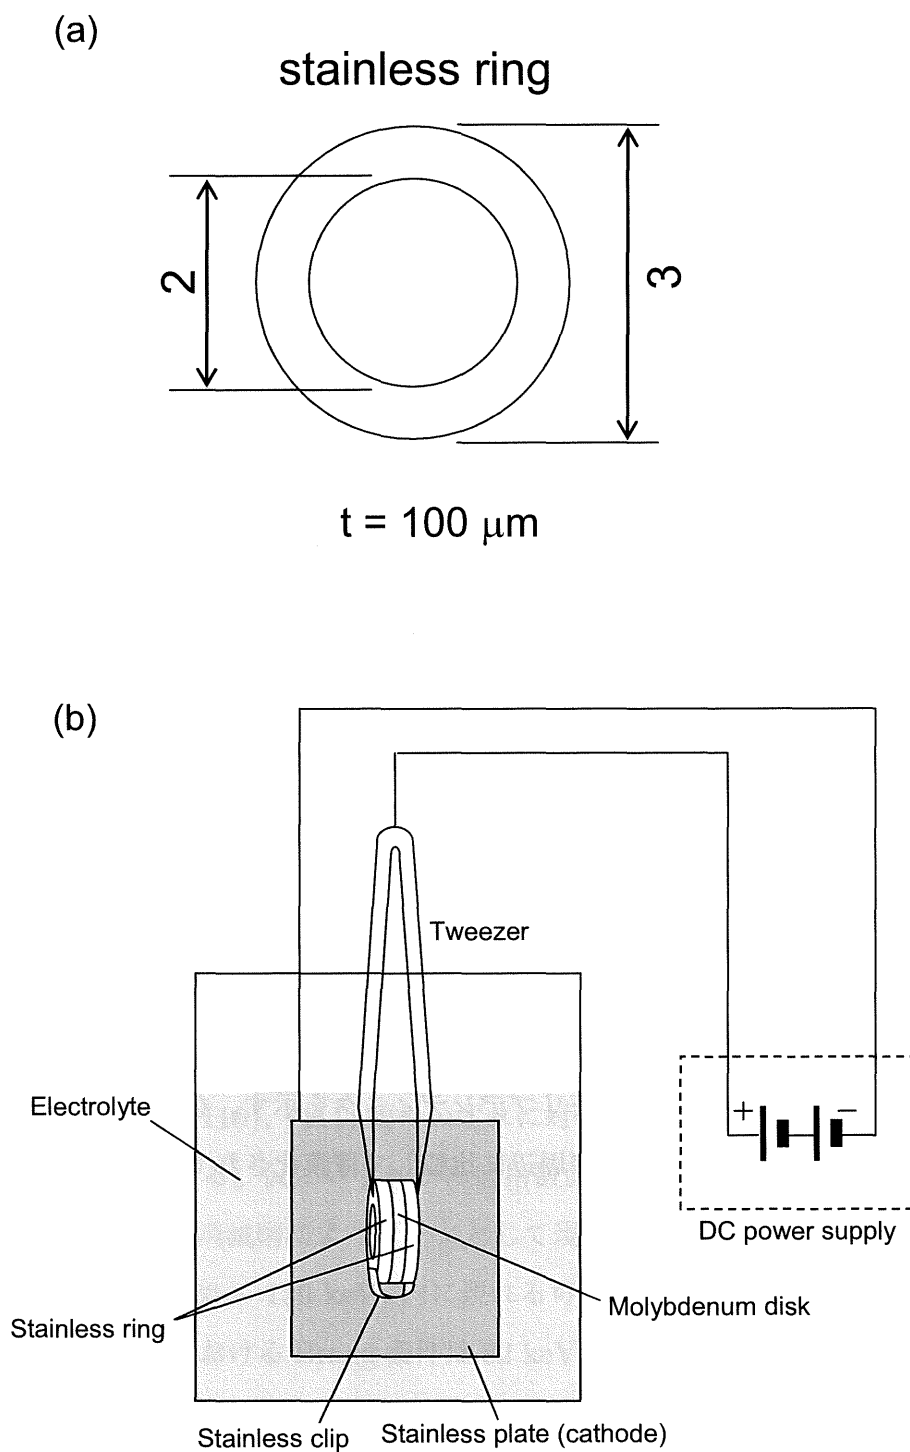 (a)
stainless ring
2
3
t = 100 μm
(b)
Tweezer
Electrolyte
+
−
DC power supply
Molybdenum disk
Stainless ring
Stainless clip
Stainless plate (cathode)